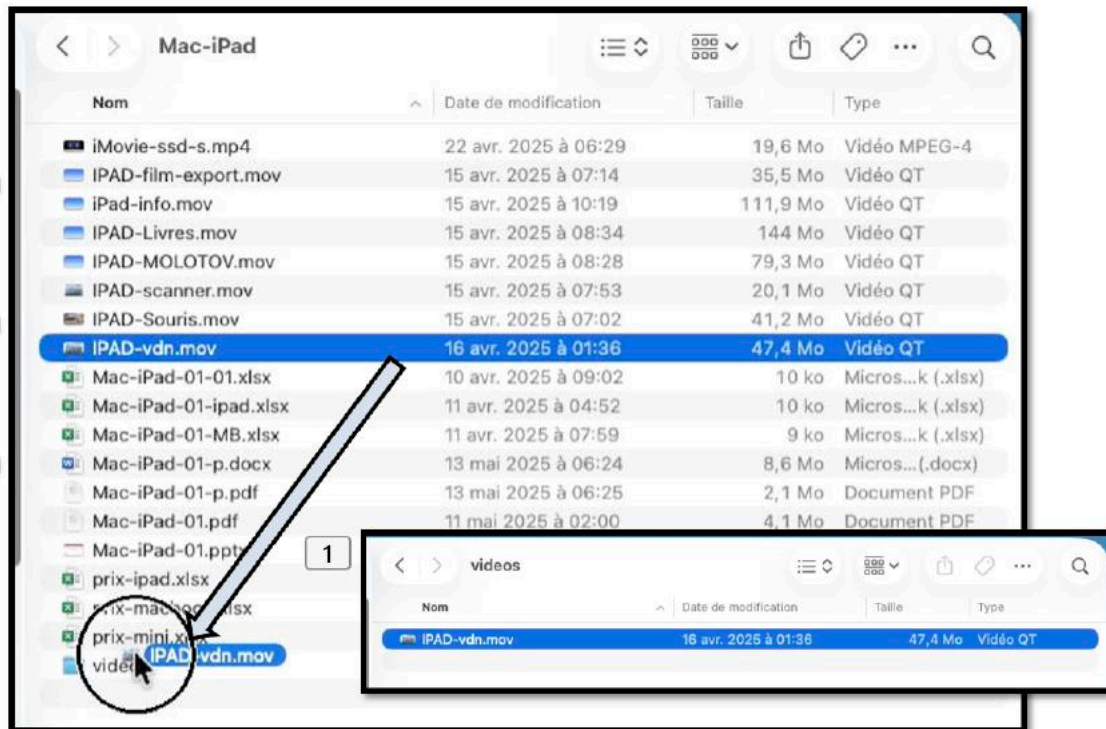 Mac-iPad
Nom Date de modification Taille Type
iMovie-ssd-s.mp4 22 avr. 2025 à 06:29 19,6 Mo Vidéo MPEG-4
IPAD-film-export.mov 15 avr. 2025 à 07:14 35,5 Mo Vidéo QT
iPad-info.mov 15 avr. 2025 à 10:19 111,9 Mo Vidéo QT
IPAD-Livres.mov 15 avr. 2025 à 08:34 144 Mo Vidéo QT
IPAD-MOLOTOV.mov 15 avr. 2025 à 08:28 79,3 Mo Vidéo QT
IPAD-scanner.mov 15 avr. 2025 à 07:53 20,1 Mo Vidéo QT
IPAD-Souris.mov 15 avr. 2025 à 07:02 41,2 Mo Vidéo QT
IPAD-vdn.mov 16 avr. 2025 à 01:36 47,4 Mo Vidéo QT
Mac-iPad-01-01.xlsx 10 avr. 2025 à 09:02 10 ko Micros...k (.xlsx)
Mac-iPad-01-ipad.xlsx 11 avr. 2025 à 04:52 10 ko Micros...k (.xlsx)
Mac-iPad-01-MB.xlsx 11 avr. 2025 à 07:59 9 ko Micros...k (.xlsx)
Mac-iPad-01-p.docx 13 mai 2025 à 06:24 8,6 Mo Micros...(.docx)
Mac-iPad-01-p.pdf 13 mai 2025 à 06:25 2,1 Mo Document PDF
Mac-iPad-01.pdf 11 mai 2025 à 02:00 4,1 Mo Document PDF
Mac-iPad-01.pptx
1
prix-ipad.xlsx
prix-mini.xlsx
IPAD-vdn.mov
videos
Nom Date de modification Taille Type
IPAD-vdn.mov 16 avr. 2025 à 01:36 47,4 Mo Vidéo QT